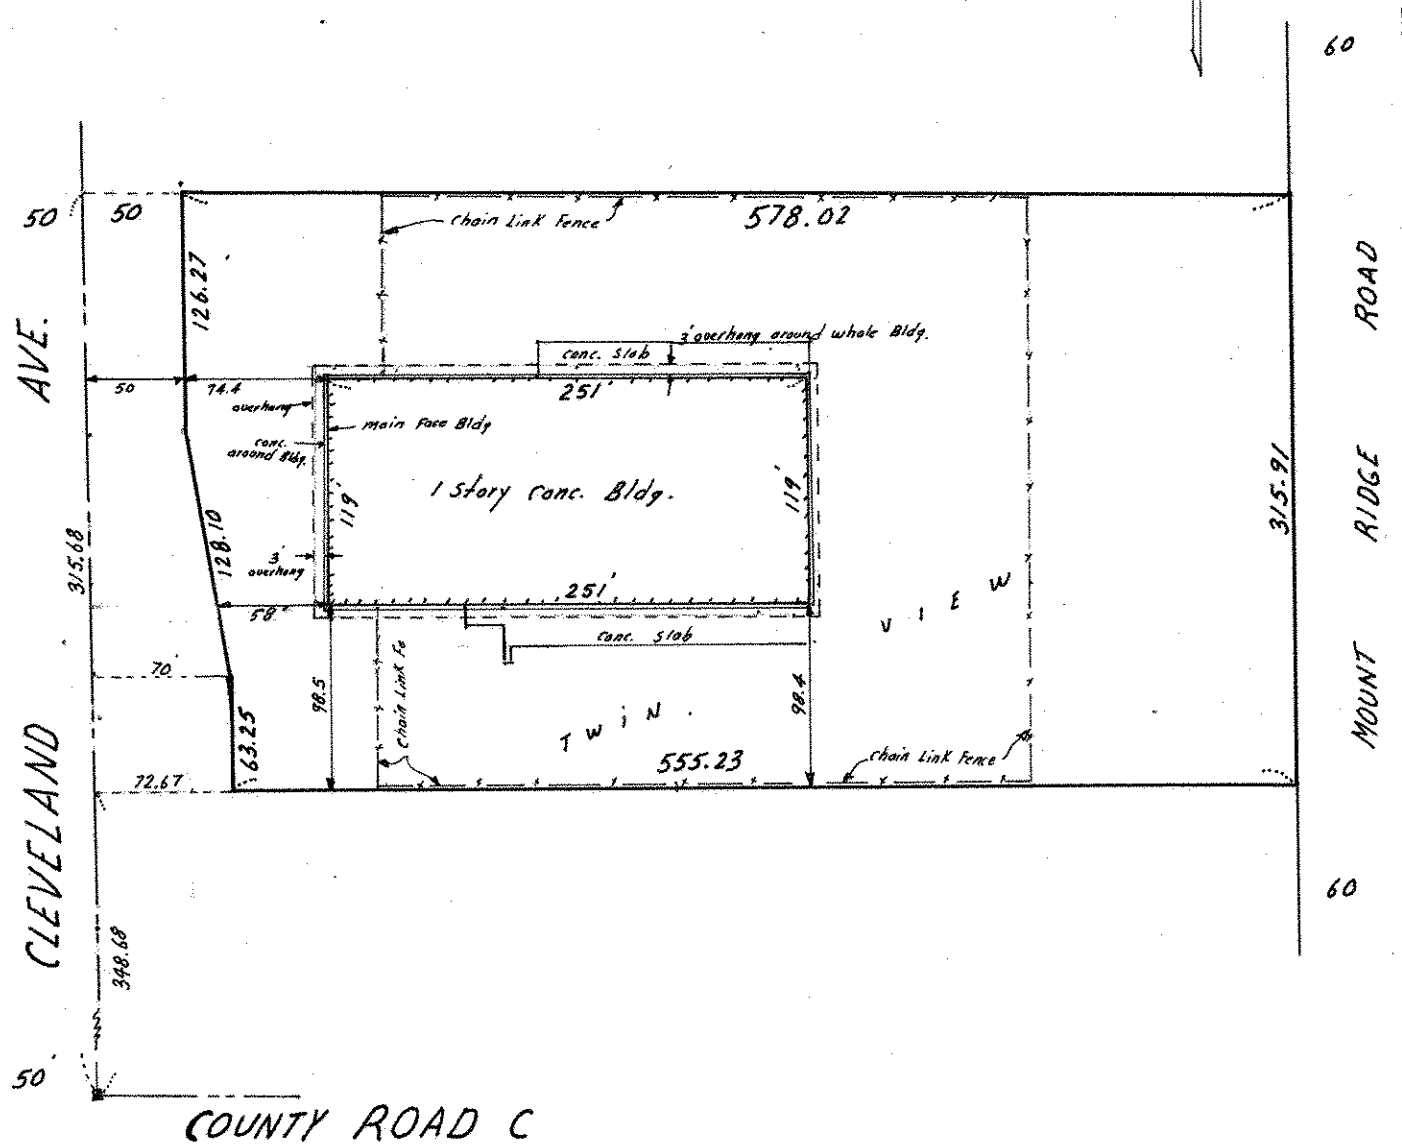 60
50
50
578.02
Chain Link Fence
126.27
AVE.
ROAD
3' overhang around whole Bldg.
conc. Slab
50
74.4
251'
overhang
main Face Bldg
conc.
around Bldg.
1 Story Conc. Bldg.
119'
119'
315.91
RIDGE
128.10
315.68
3'
overhang
251'
58'
VIEW
conc. Slab
70'
Chain Link Fe
98.5
98.4
TWiN
MOUNT
63.25
555.23
Chain Link Fence
72.67
CLEVELAND
60
348.68
50
COUNTY ROAD C